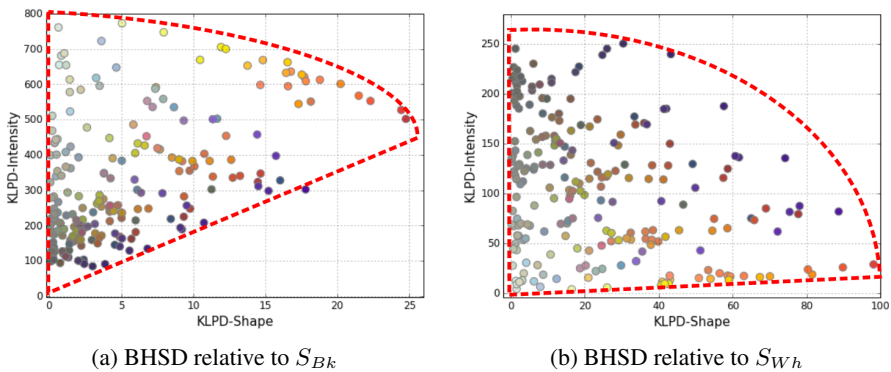 800
700
600
500
400
300
200
100
0
KLPD-Intensity
0 5 10 15 20 25
KLPD-Shape
(a) BHSD relative to S_Bk
250
200
150
100
50
0
KLPD-Intensity
0 20 40 60 80 100
KLPD-Shape
(b) BHSD relative to S_Wh